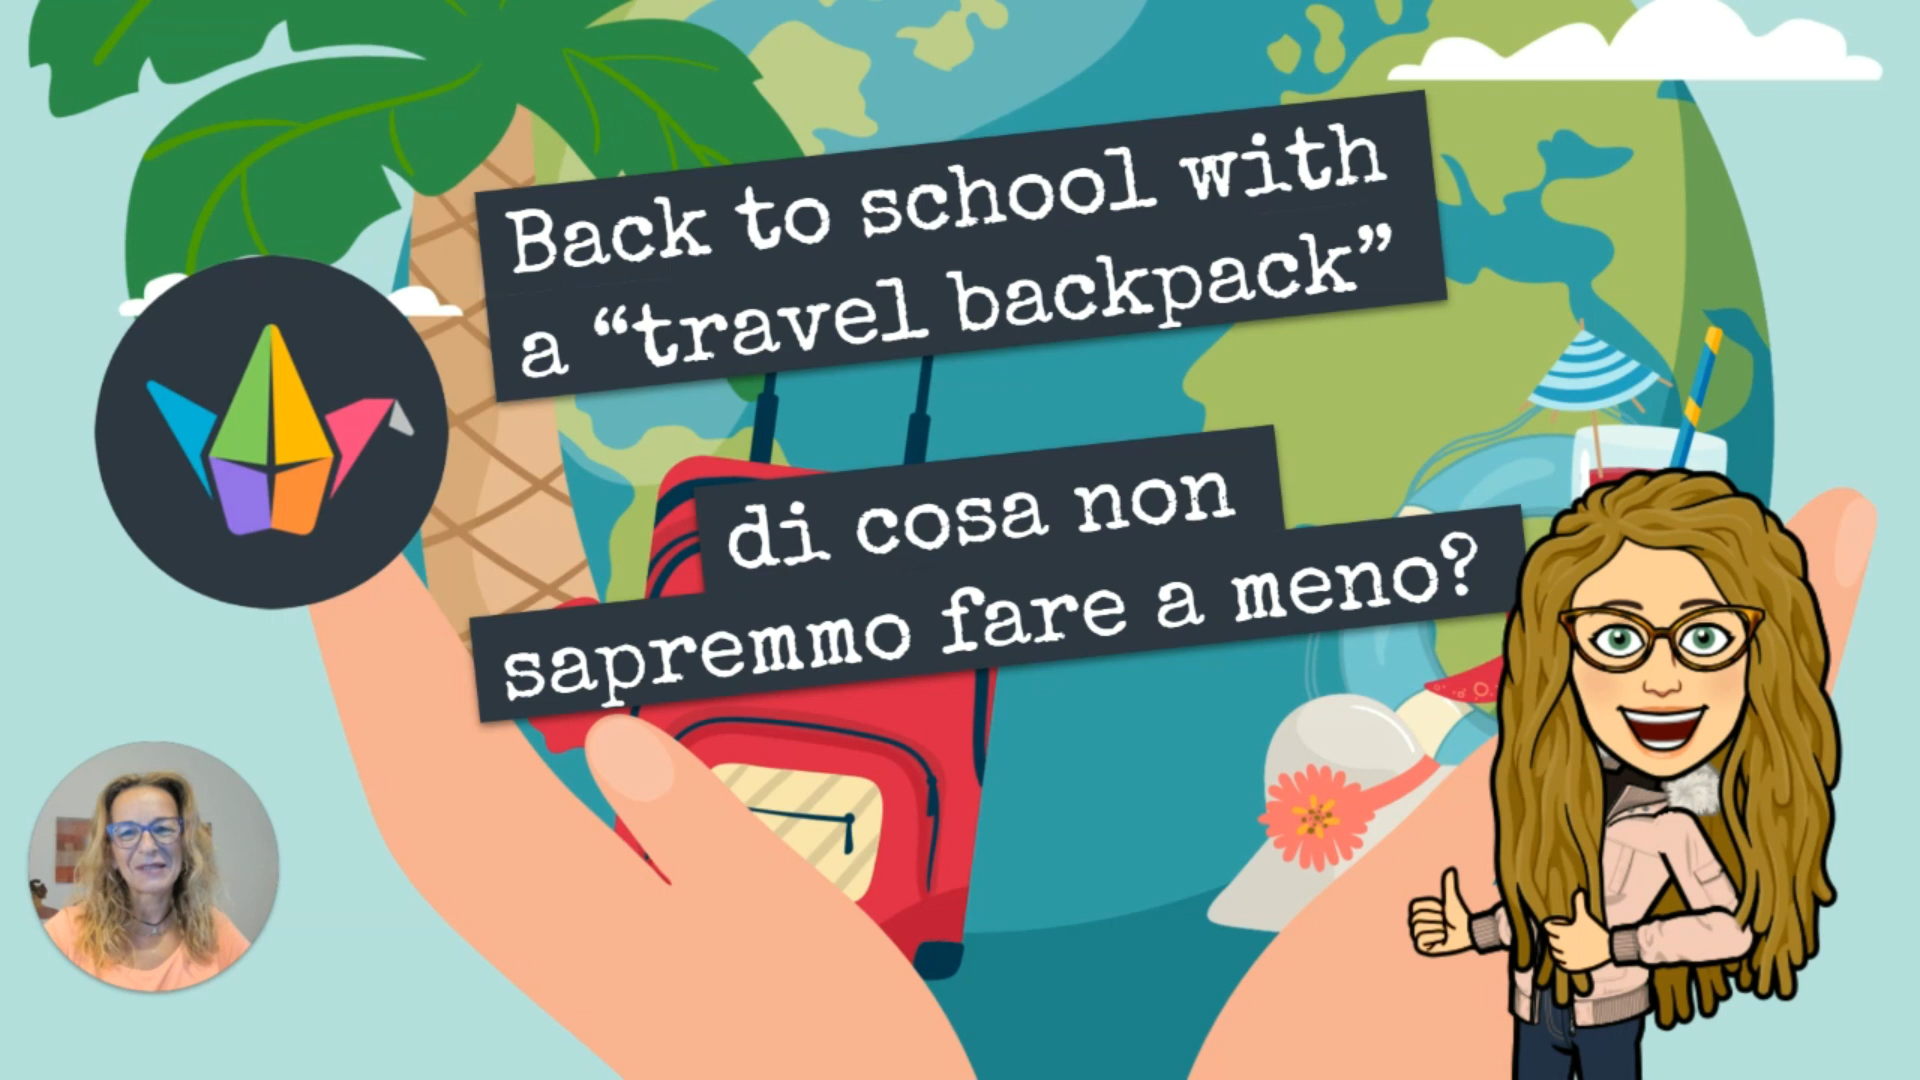 Back to school with
a “travel backpack”
di cosa non
sapremmo fare a meno?